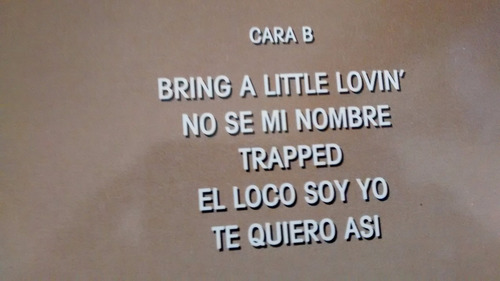 CARA B
BRING A LITTLE LOVIN'
NO SE MI NOMBRE
TRAPPED
EL LOCO SOY YO
TE QUIERO ASI